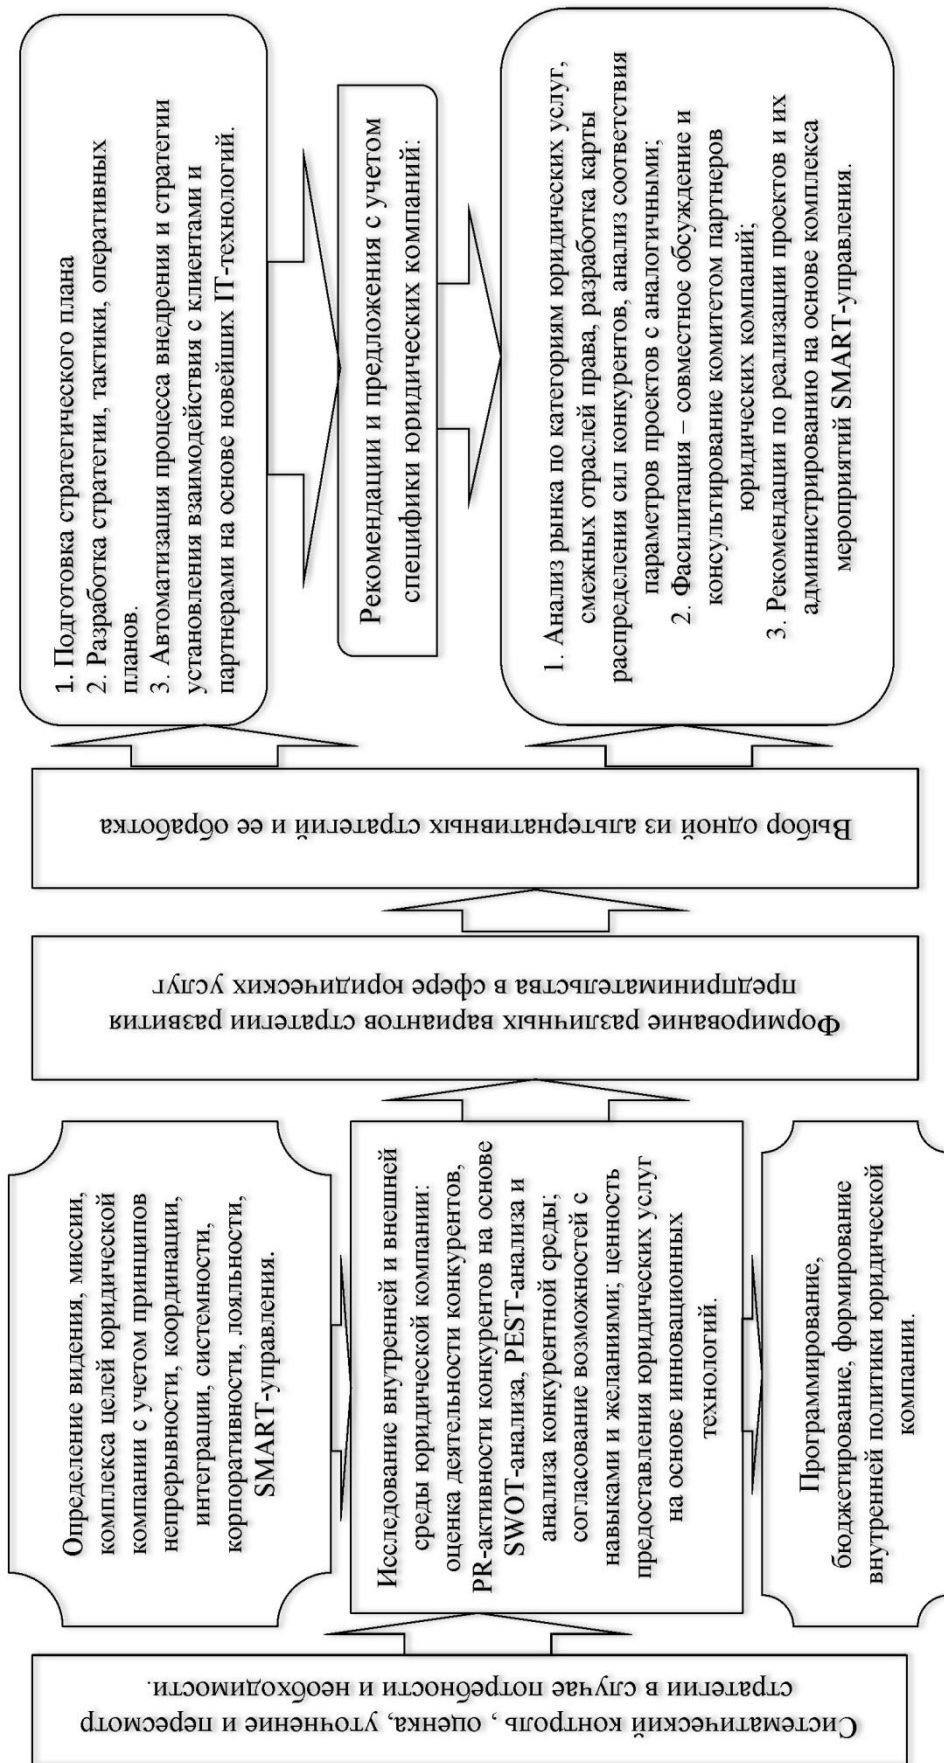 Систематический контроль , оценка, уточнение и пересмотр
стратегии в случае потребности и необходимости.
Определение видения, миссии,
комплекса целей юридической
компании с учетом принципов
непрерывности, координации,
интеграции, системности,
корпоративности, лояльности,
SMART-управления.
Исследование внутренней и внешней
среды юридической компании:
оценка деятельности конкурентов,
PR-активности конкурентов на основе
SWOT-анализа, PEST-анализа и
анализа конкурентной среды;
согласование возможностей с
навыками и желаниями; ценность
предоставления юридических услуг
на основе инновационных
технологий.
Программирование,
бюджетирование, формирование
внутренней политики юридической
компании.
Формирование различных вариантов стратегии развития
предпринимательства в сфере юридических услуг
Выбор одной из альтернативных стратегий и ее обработка
1. Подготовка стратегического плана
2. Разработка стратегии, тактики, оперативных
планов.
3. Автоматизация процесса внедрения и стратегии
установления взаимодействия с клиентами и
партнерами на основе новейших IT-технологий.
Рекомендации и предложения с учетом
специфики юридических компаний:
1. Анализ рынка по категориям юридических услуг,
смежных отраслей права, разработка карты
распределения сил конкурентов, анализ соответствия
параметров проектов с аналогичными;
2. Фасилитация – совместное обсуждение и
консультирование комитетом партнеров
юридических компаний;
3. Рекомендации по реализации проектов и их
администрированию на основе комплекса
мероприятий SMART-управления.